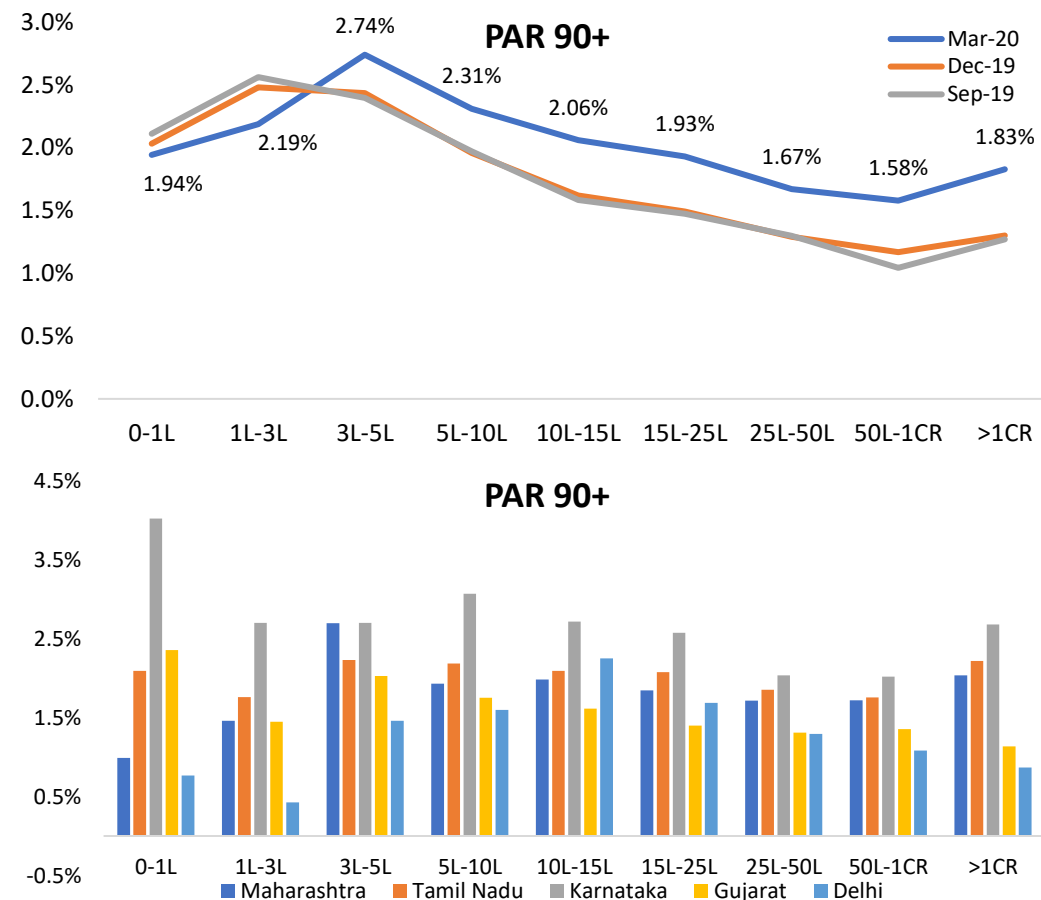 PAR 90+
3.0%
2.5%
2.0%
1.5%
1.0%
0.5%
0.0%
Mar-20
Dec-19
Sep-19
1.94%
2.19%
2.74%
2.31%
2.06%
1.93%
1.67%
1.58%
1.83%
0-1L 1L-3L 3L-5L 5L-10L 10L-15L 15L-25L 25L-50L 50L-1CR >1CR
PAR 90+
4.5%
3.5%
2.5%
1.5%
0.5%
-0.5%
0-1L 1L-3L 3L-5L 5L-10L 10L-15L 15L-25L 25L-50L 50L-1CR >1CR
Maharashtra Tamil Nadu Karnataka Gujarat Delhi